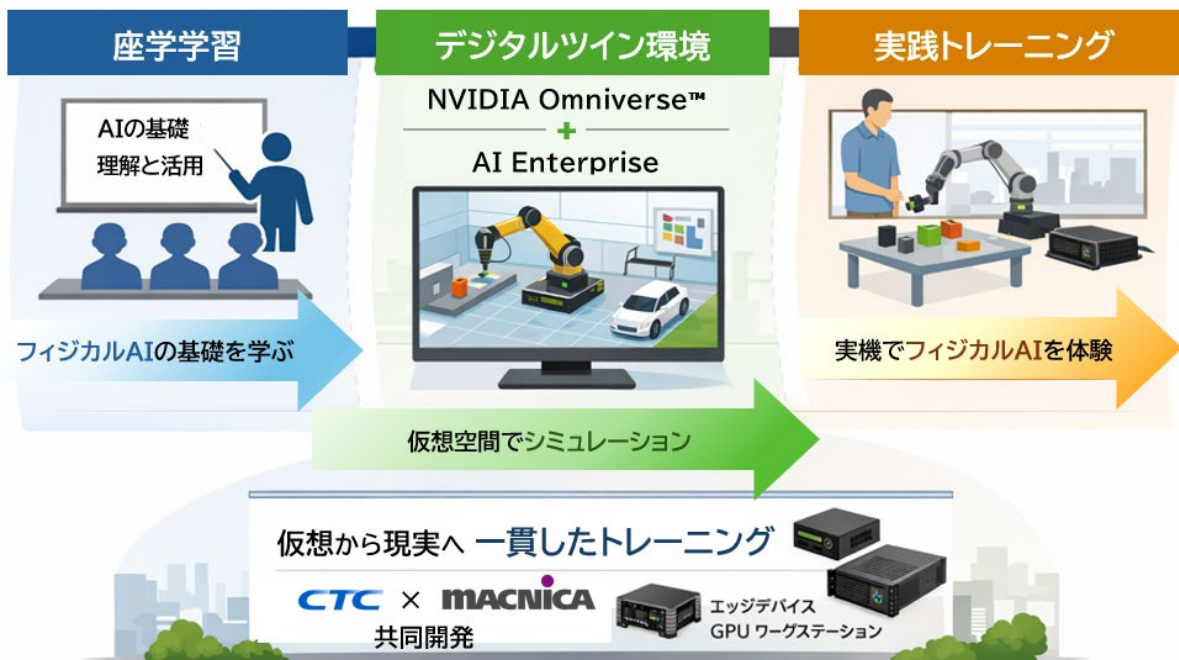 座学学習
AIの基礎
理解と活用
フィジカルAIの基礎を学ぶ
デジタルツイン環境
NVIDIA Omniverse™
+
AI Enterprise
仮想空間でシミュレーション
実践トレーニング
実機でフィジカルAIを体験
仮想から現実へ 一貫したトレーニング
CTC × MACNICA
共同開発
エッジデバイス
GPU ワーグステーション